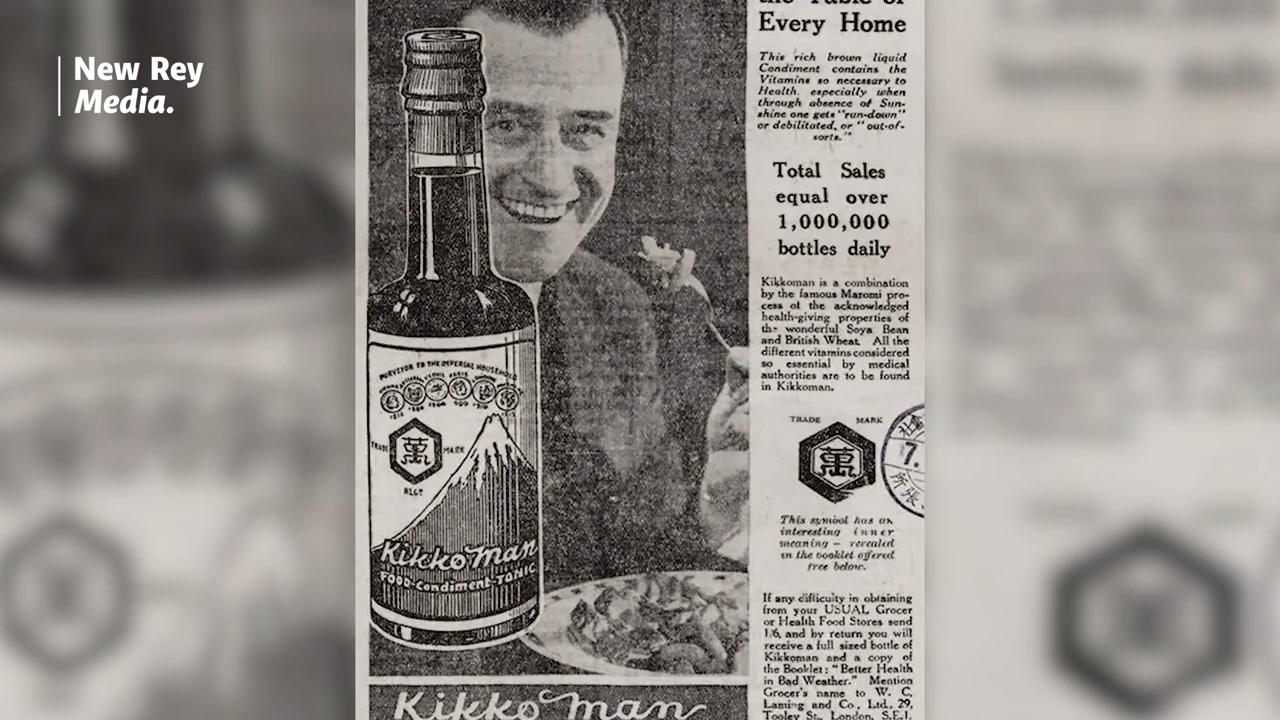 New Rey
Media.
the Table of
Every Home
This rich brown liquid
Condiment contains the
Vitamins so necessary to
Health, especially when
through absence of Sun-
shine one gets "run-down"
or debilitated, or "out-of-
sorts."
Total Sales
equal over
1,000,000
bottles daily
Kikkoman is a combination
by the famous Maromi pro-
cess of the acknowledged
health-giving properties of
the wonderful Soya Bean
and British Wheat. All the
different vitamins considered
so essential by medical
authorities are to be found
in Kikkoman.
TRADE MARK
萬
7.
所
張
This symbol has an
interesting inner
meaning — revealed
in the booklet offered
free below.
If any difficulty in obtaining
from your USUAL Grocer
or Health Food Stores send
1/6, and by return you will
receive a full sized bottle of
Kikkoman and a copy of
the Booklet; "Better Health
in Bad Weather." Mention
Grocer's name to W. C.
Laming and Co., Ltd., 29,
Tooley St., London, S.E.1.
PURVEYOR TO THE IMPERIAL HOUSEHOLD
TRADE 萬 MARK
Kikkoman
FOOD-Condiment-TONIC
Kikkoman